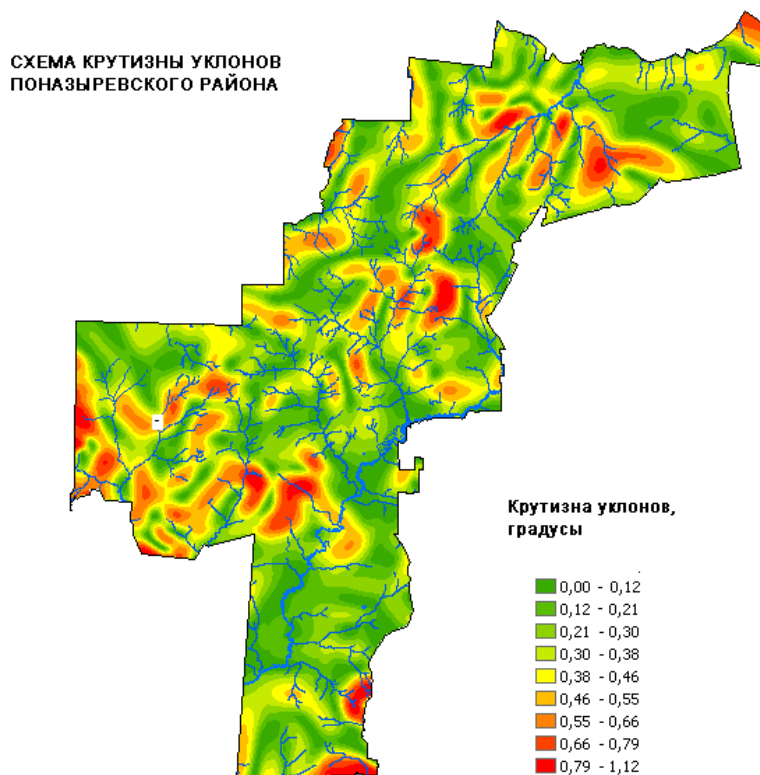 СХЕМА КРУТИЗНЫ УКЛОНОВ
ПОНАЗЫРЕВСКОГО РАЙОНА
Крутизна уклонов,
градусы
0,00 - 0,12
0,12 - 0,21
0,21 - 0,30
0,30 - 0,38
0,38 - 0,46
0,46 - 0,55
0,55 - 0,66
0,66 - 0,79
0,79 - 1,12